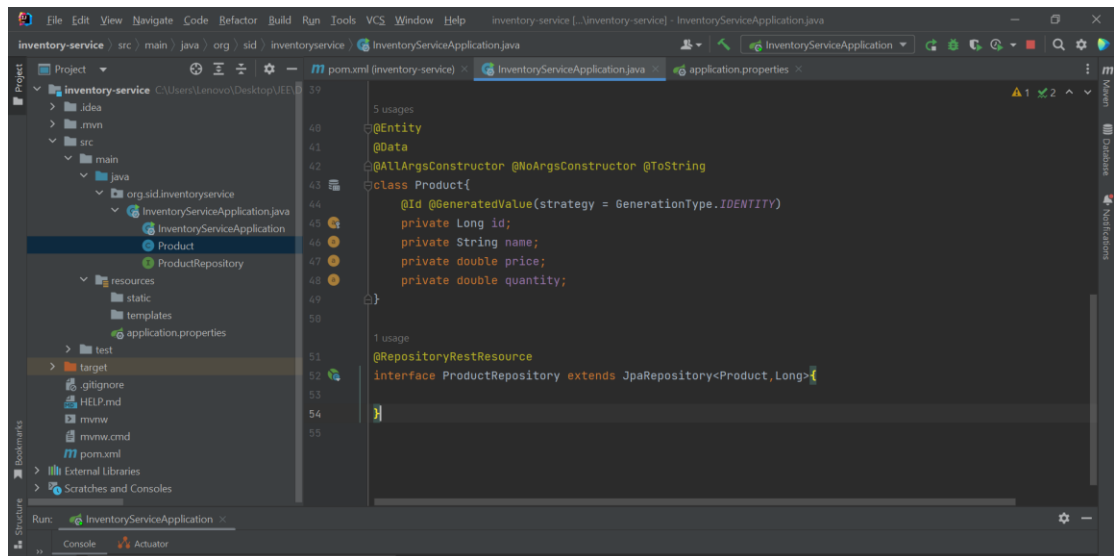 File Edit View Navigate Code Refactor Build Run Tools VCS Window Help inventory-service [...\inventory-service] - InventoryServiceApplication.java
inventory-service src main java org sid inventoryservice InventoryServiceApplication.java InventoryServiceApplication
Project
Project
pom.xml (inventory-service)
InventoryServiceApplication.java
application.properties
inventory-service C:\Users\Lenovo\Desktop\JEE\D
.idea
.mvn
src
main
java
org.sid.inventoryservice
InventoryServiceApplication.java
InventoryServiceApplication
Product
ProductRepository
resources
static
templates
application.properties
test
target
.gitignore
HELP.md
mvnw
mvnw.cmd
pom.xml
External Libraries
Scratches and Consoles
39
5 usages
40 @Entity
41 @Data
42 @AllArgsConstructor @NoArgsConstructor @ToString
43 class Product{
44 @Id @GeneratedValue(strategy = GenerationType.IDENTITY)
45 private Long id;
46 private String name;
47 private double price;
48 private double quantity;
49 }
50
1 usage
51 @RepositoryRestResource
52 interface ProductRepository extends JpaRepository<Product,Long>{
53
54 }
55
1 2
Maven
Database
Notifications
Bookmarks
Structure
Run: InventoryServiceApplication
Console Actuator